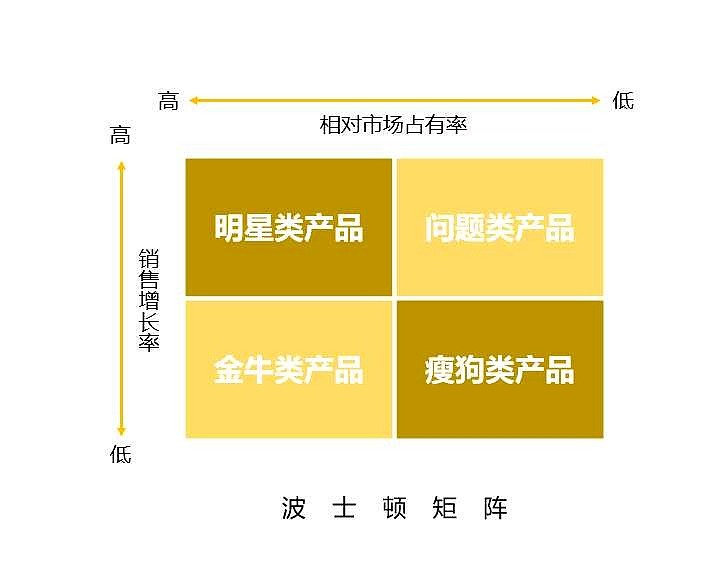 高
低
相对市场占有率
高
销售增长率
明星类产品
问题类产品
金牛类产品
瘦狗类产品
低
波士顿矩阵